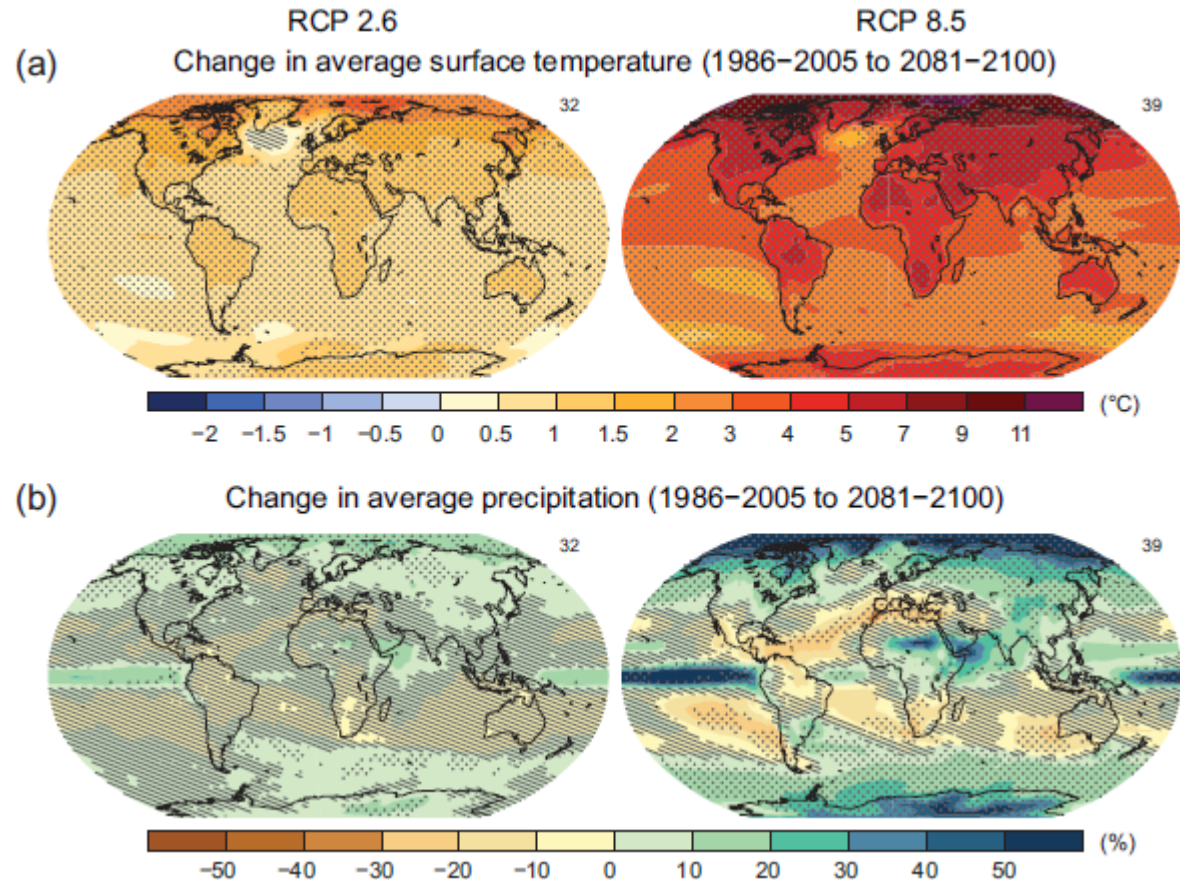 RCP 2.6 RCP 8.5
(a) Change in average surface temperature (1986−2005 to 2081−2100)
32 39
(°C)
−2 −1.5 −1 −0.5 0 0.5 1 1.5 2 3 4 5 7 9 11
(b) Change in average precipitation (1986−2005 to 2081−2100)
32 39
(%)
−50 −40 −30 −20 −10 0 10 20 30 40 50